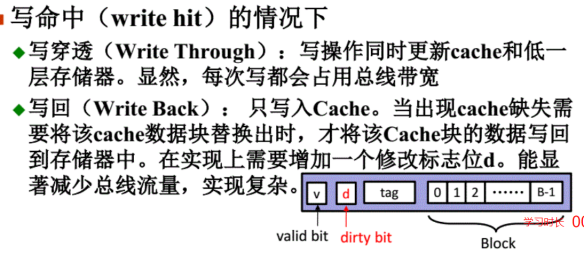 写命中（write hit）的情况下
写穿透（Write Through）：写操作同时更新cache和低一
层存储器。显然，每次写都会占用总线带宽
写回（Write Back）： 只写入Cache。当出现cache缺失需
要将该cache数据块替换出时，才将该Cache块的数据写回
到存储器中。在实现上需要增加一个修改标志位d。能显
著减少总线流量，实现复杂。
v d tag 0 1 2 …… B-1
学习时长 00
valid bit dirty bit Block